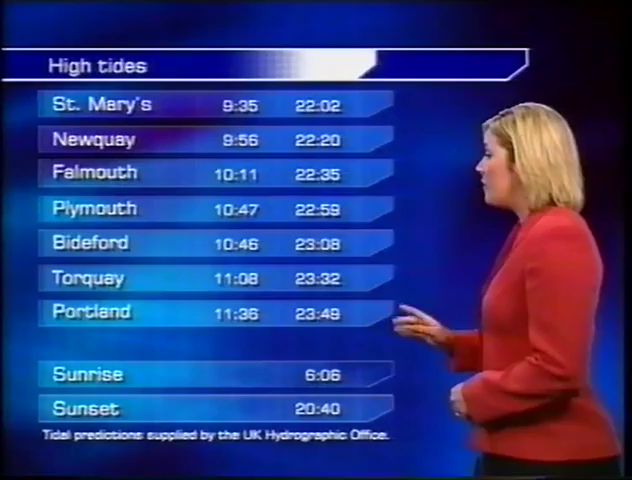 High tides
St. Mary's 9:35 22:02
Newquay 9:56 22:20
Falmouth 10:11 22:35
Plymouth 10:47 22:59
Bideford 10:46 23:08
Torquay 11:08 23:32
Portland 11:36 23:49
Sunrise 6:06
Sunset 20:40
Tidal predictions supplied by the UK Hydrographic Office.